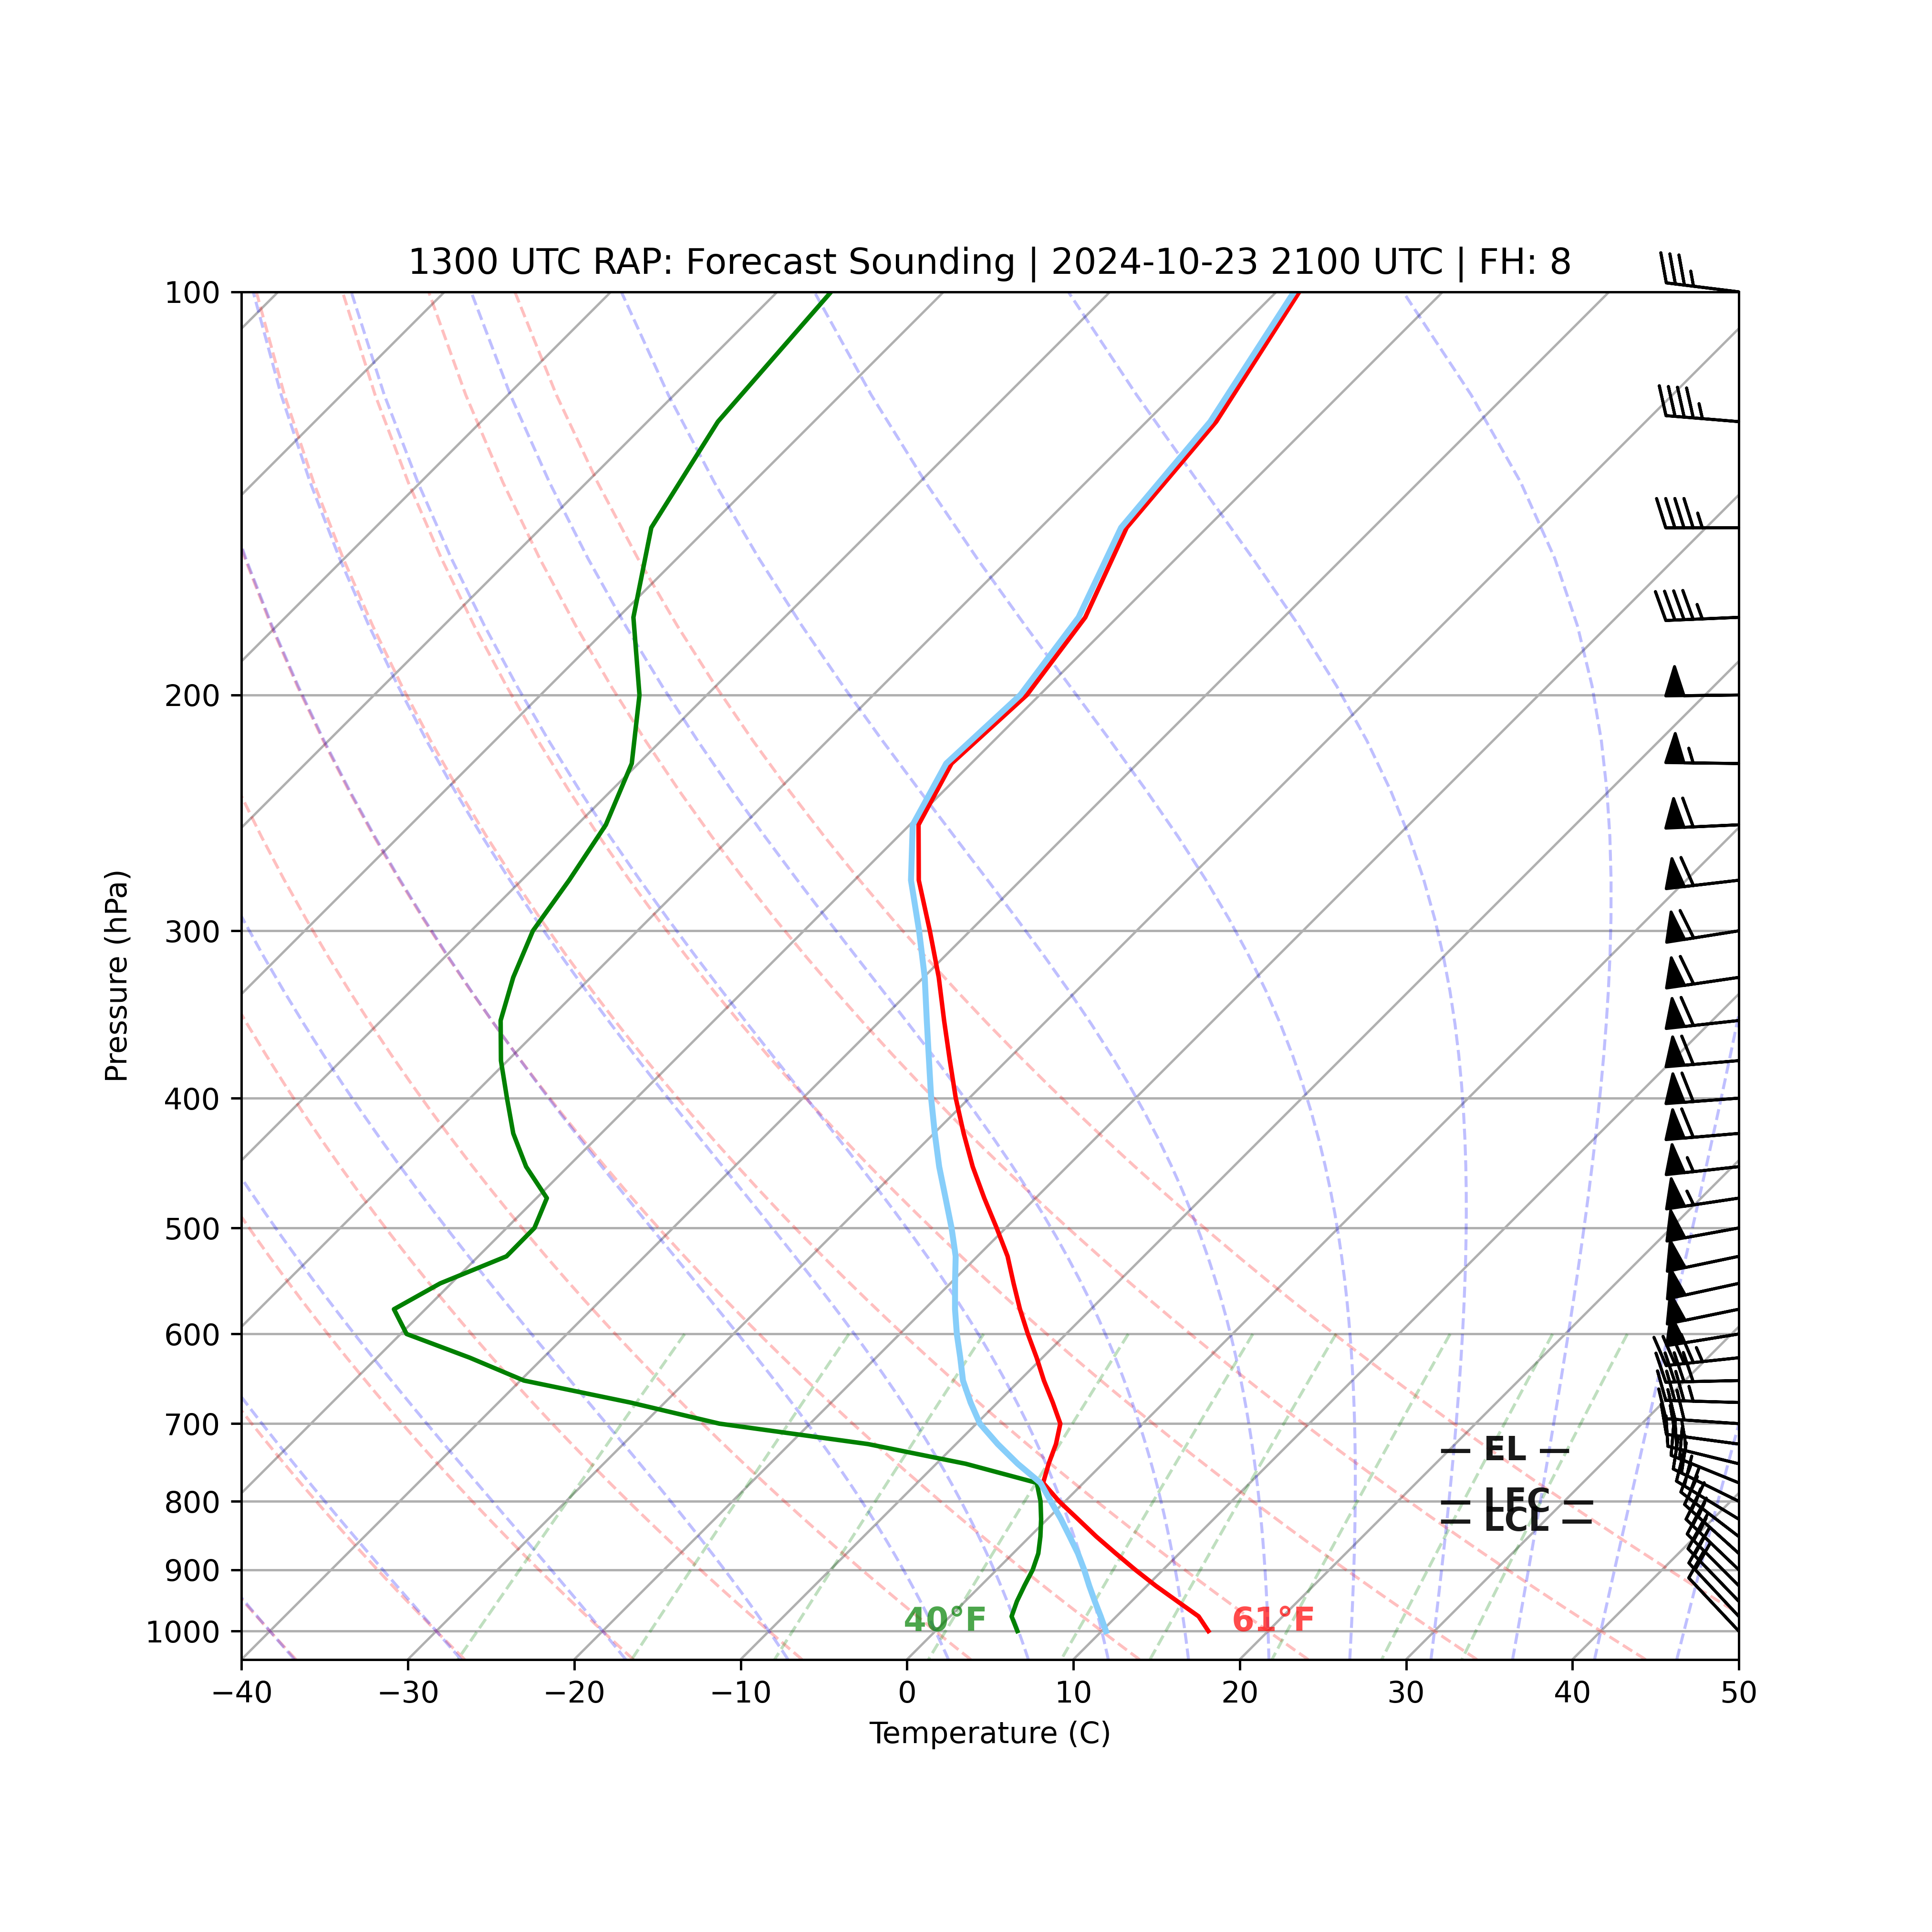 1300 UTC RAP: Forecast Sounding | 2024-10-23 2100 UTC | FH: 8
100
200
300
400
500
600
700
800
900
1000
Pressure (hPa)
— EL —
— LFC —
— LCL —
40°F
61°F
−40 −30 −20 −10 0 10 20 30 40 50
Temperature (C)